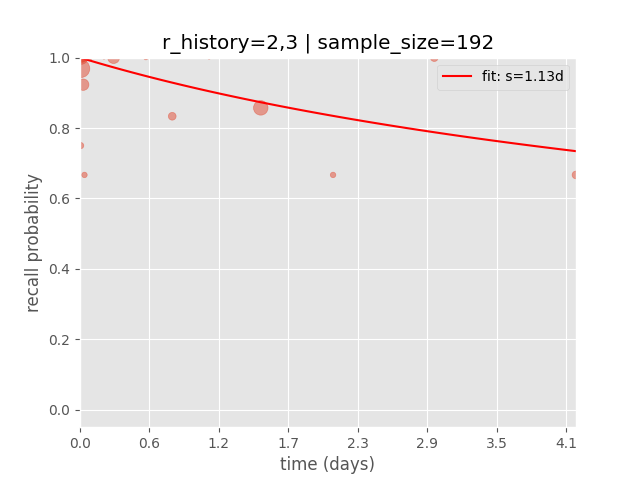 r_history=2,3 | sample_size=192
fit: s=1.13d
recall probability
1.0
0.8
0.6
0.4
0.2
0.0
0.0 0.6 1.2 1.7 2.3 2.9 3.5 4.1
time (days)